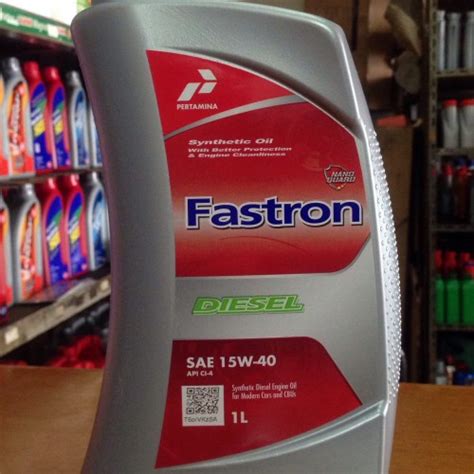 PERTAMINA
Synthetic Oil
With Better Protection
& Engine Cleanliness
NANO
GUARD
Fastron
DIESEL
SAE 15W-40
API CI-4
Synthetic Diesel Engine Oil
for Modern Cars and CBUs
1L